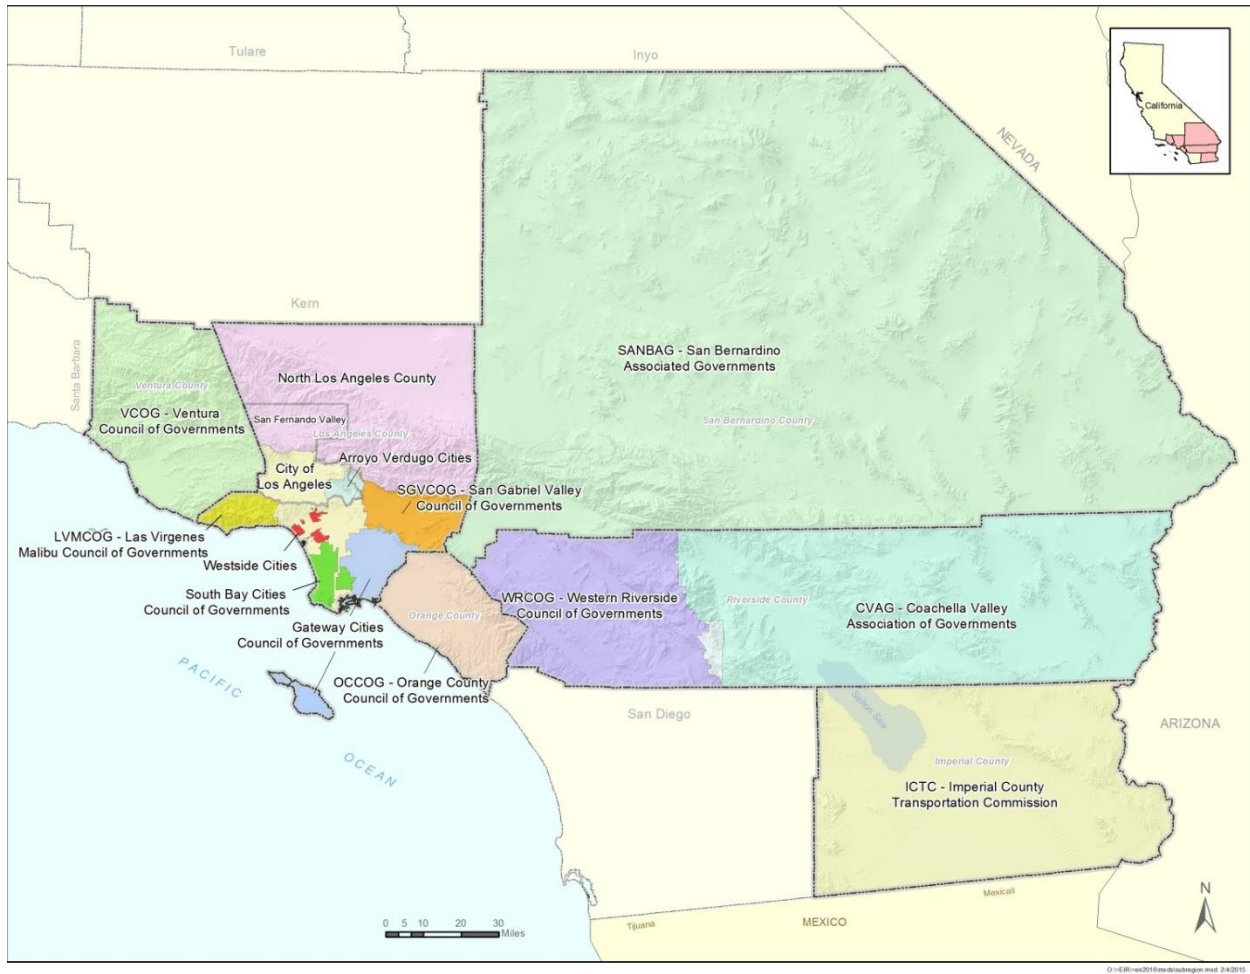 Tulare
Inyo
California
NEVADA
Kern
Santa Barbara
Ventura County
VCOG - Ventura
Council of Governments
North Los Angeles County
San Fernando Valley
Los Angeles County
SANBAG - San Bernardino
Associated Governments
San Bernardino County
City of
Los Angeles
Arroyo Verdugo Cities
SGVCOG - San Gabriel Valley
Council of Governments
LVMCOG - Las Virgenes
Malibu Council of Governments
Westside Cities
South Bay Cities
Council of Governments
Gateway Cities
Council of Governments
OCCOG - Orange County
Council of Governments
Orange County
WRCOG - Western Riverside
Council of Governments
Riverside County
CVAG - Coachella Valley
Association of Governments
PACIFIC
OCEAN
San Diego
Salton Sea
ARIZONA
Imperial County
ICTC - Imperial County
Transportation Commission
Mexicali
MEXICO
Tijuana
N
0 5 10 20 30
Miles
2/4/2015